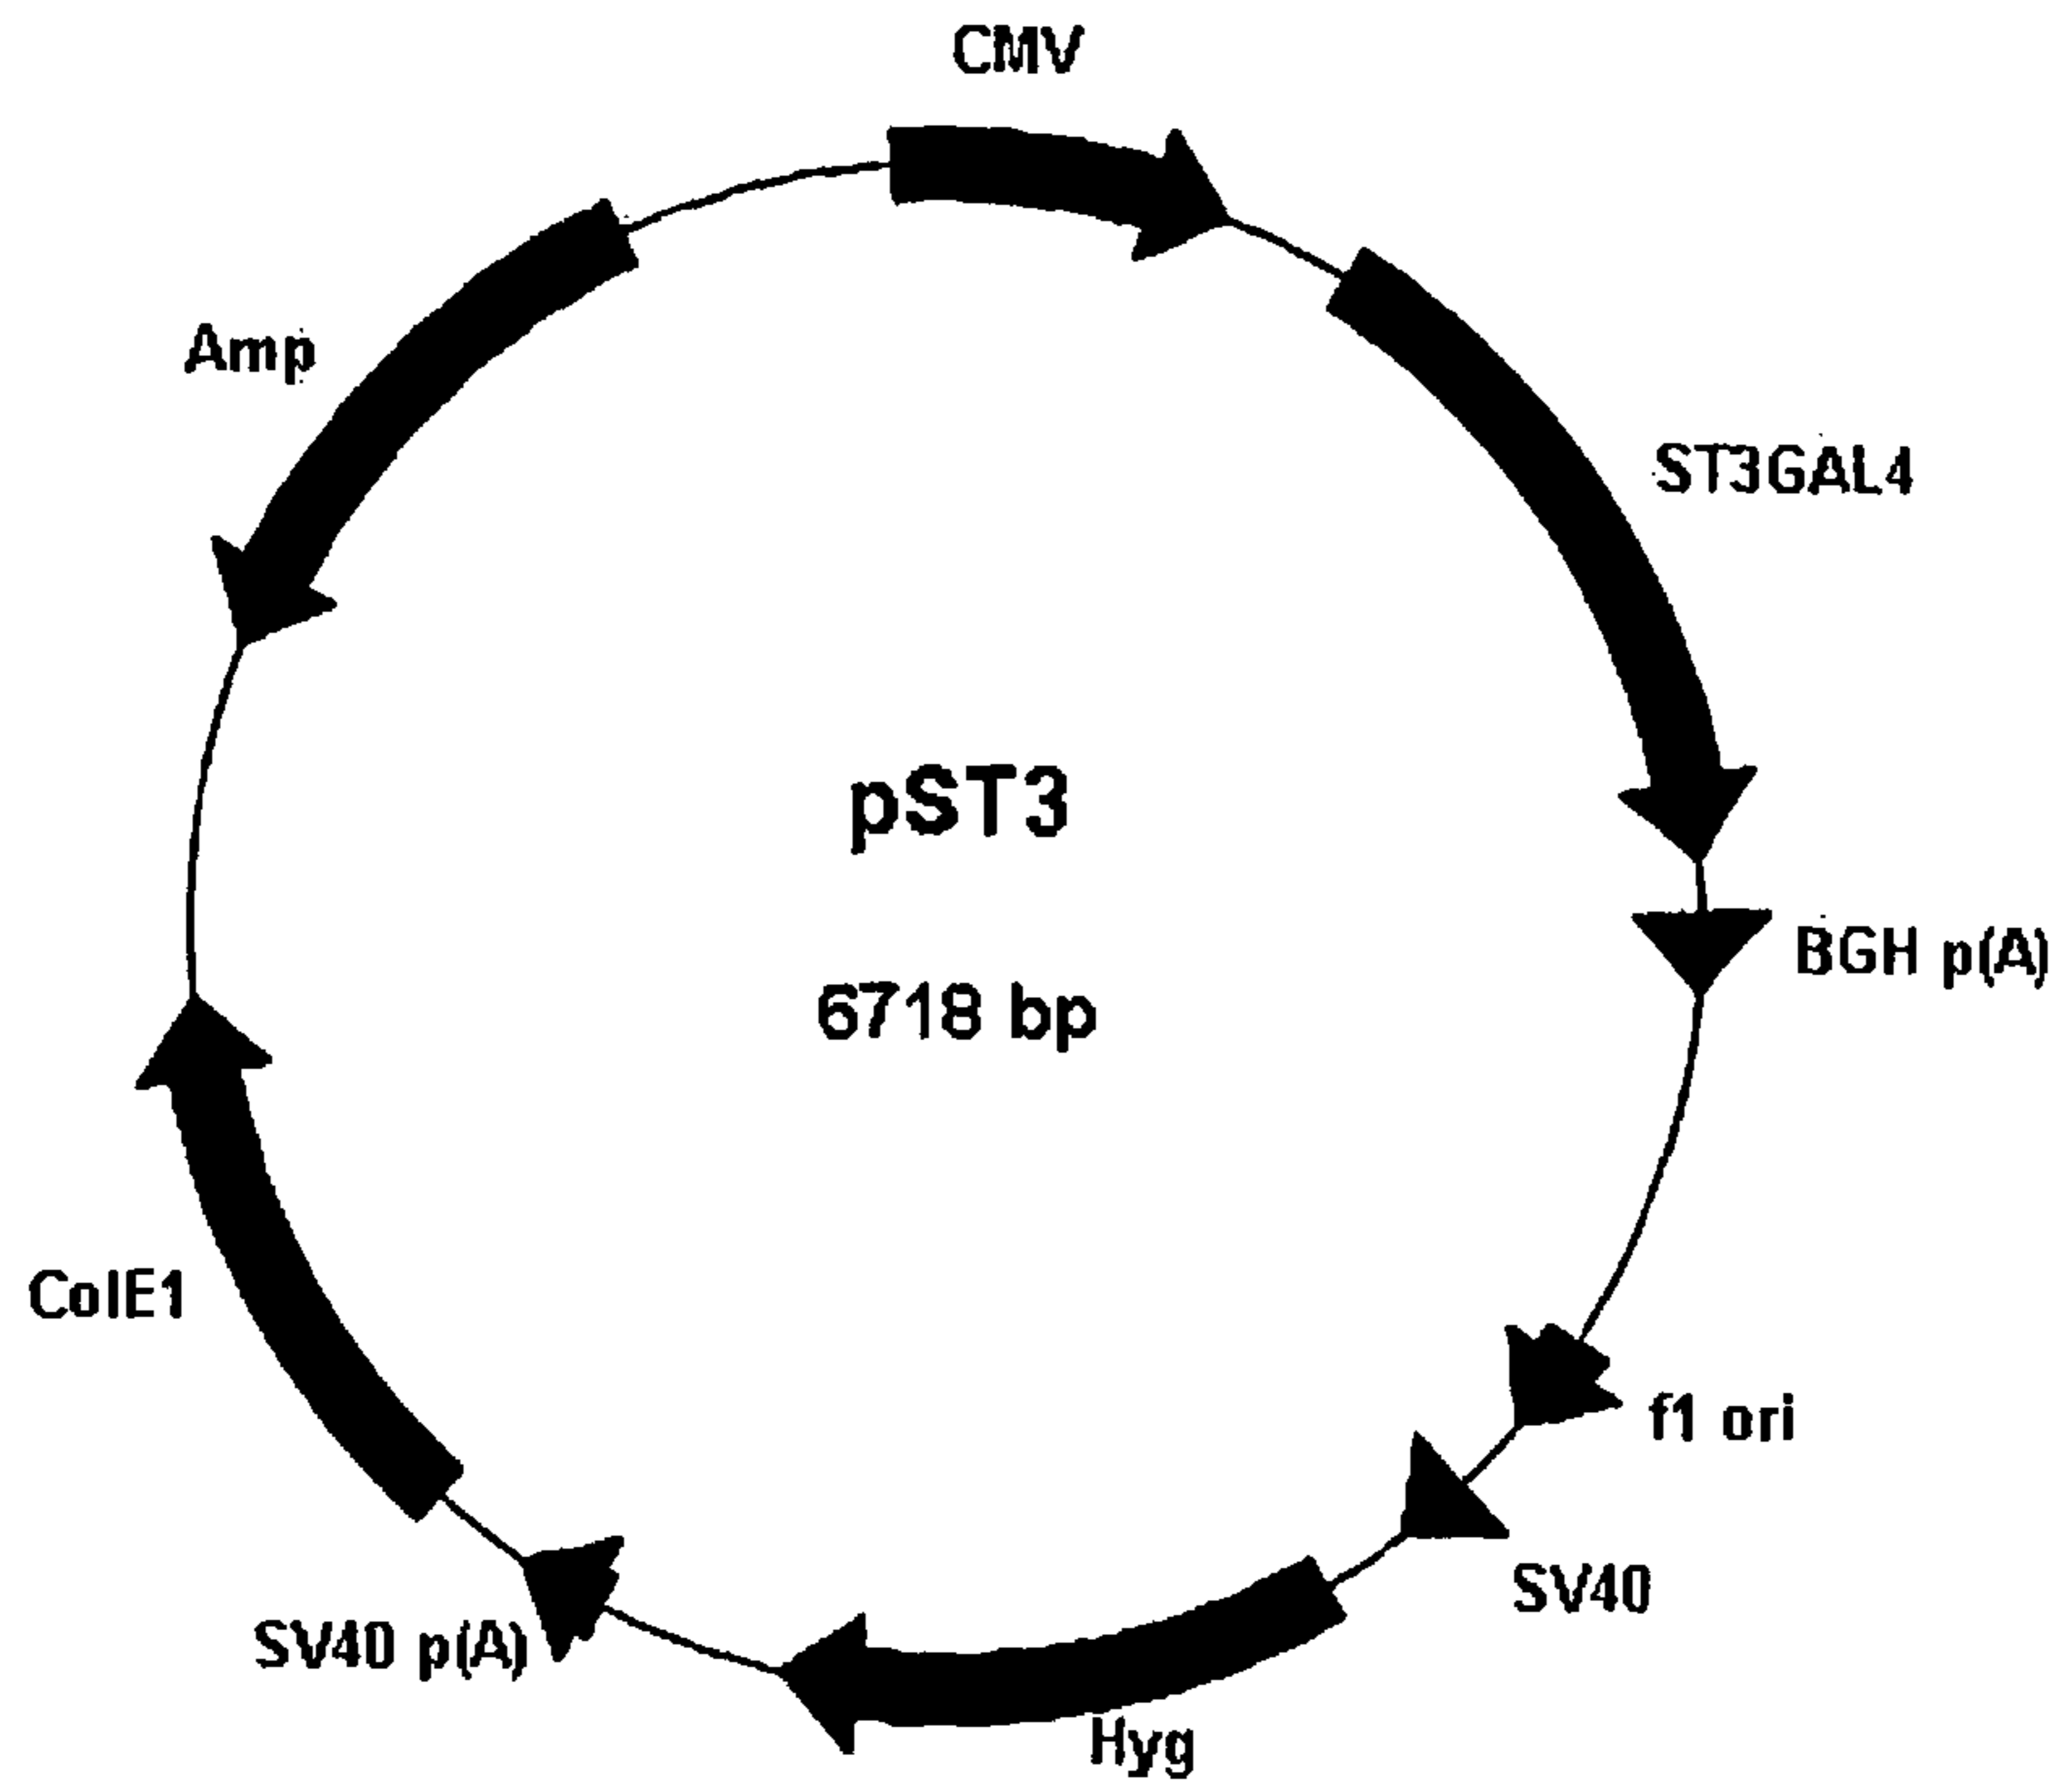 CMV
Amp
ST3GAL4
pST3
BGH p(A)
6718 bp
ColE1
f1 ori
SV40
SV40 p(A)
Hyg